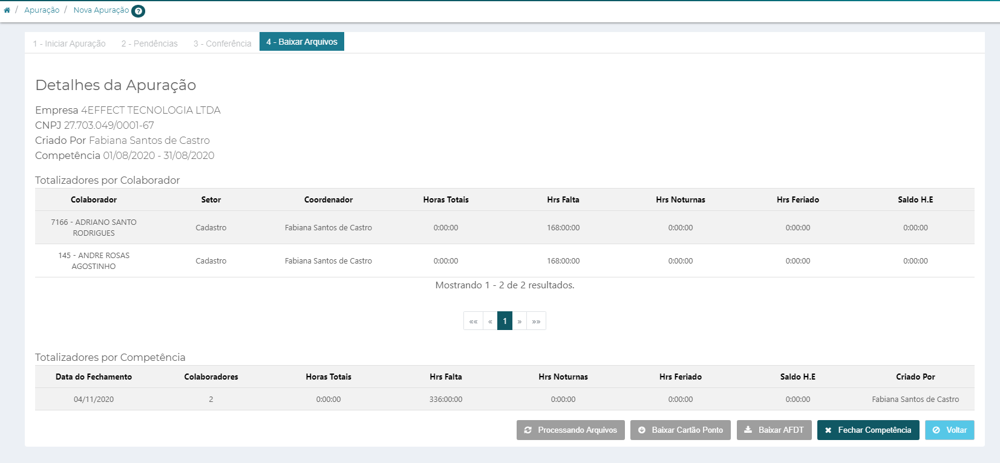 / Apuração / Nova Apuração ?
1 - Iniciar Apuração 2 - Pendências 3 - Conferência 4 - Baixar Arquivos
Detalhes da Apuração
Empresa 4EFFECT TECNOLOGIA LTDA
CNPJ 27.703.049/0001-67
Criado Por Fabiana Santos de Castro
Competência 01/08/2020 - 31/08/2020
Totalizadores por Colaborador
Colaborador Setor Coordenador Horas Totais Hrs Falta Hrs Noturnas Hrs Feriado Saldo H.E
7166 - ADRIANO SANTO
RODRIGUES Cadastro Fabiana Santos de Castro 0:00:00 168:00:00 0:00:00 0:00:00 0:00:00
145 - ANDRE ROSAS
AGOSTINHO Cadastro Fabiana Santos de Castro 0:00:00 168:00:00 0:00:00 0:00:00 0:00:00
Mostrando 1 - 2 de 2 resultados.
«« « 1 » »»
Totalizadores por Competência
Data do Fechamento Colaboradores Horas Totais Hrs Falta Hrs Noturnas Hrs Feriado Saldo H.E Criado Por
04/11/2020 2 0:00:00 336:00:00 0:00:00 0:00:00 0:00:00 Fabiana Santos de Castro
Processando Arquivos Baixar Cartão Ponto Baixar AFDT Fechar Competência Voltar